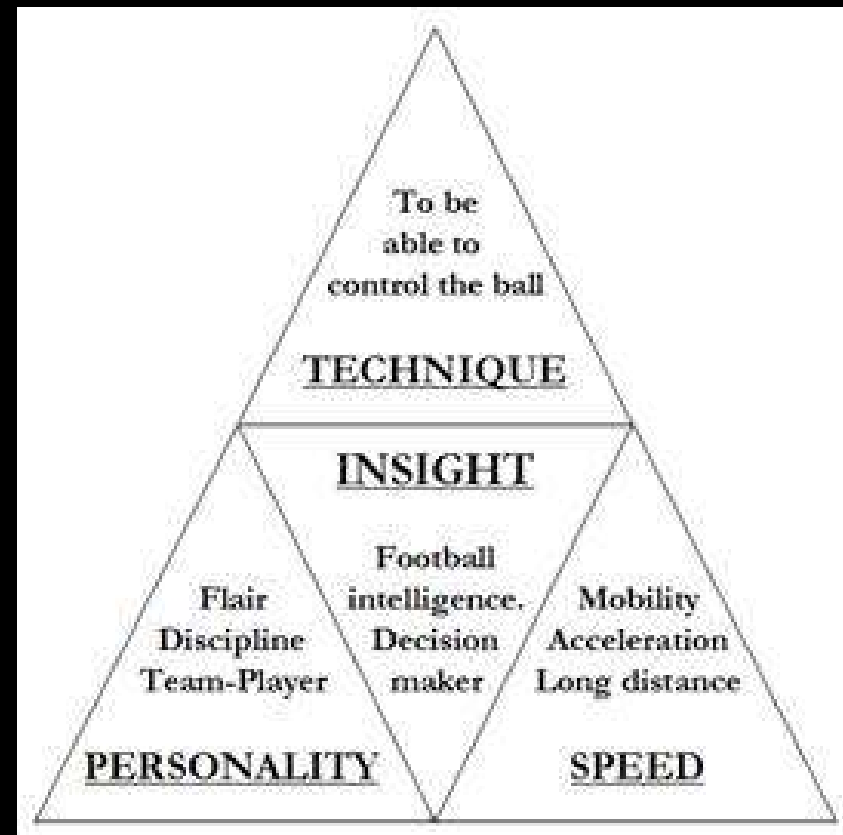 To be
able to
control the ball
TECHNIQUE
INSIGHT
Football
intelligence.
Decision
maker
Flair
Discipline
Team-Player
PERSONALITY
Mobility
Acceleration
Long distance
SPEED